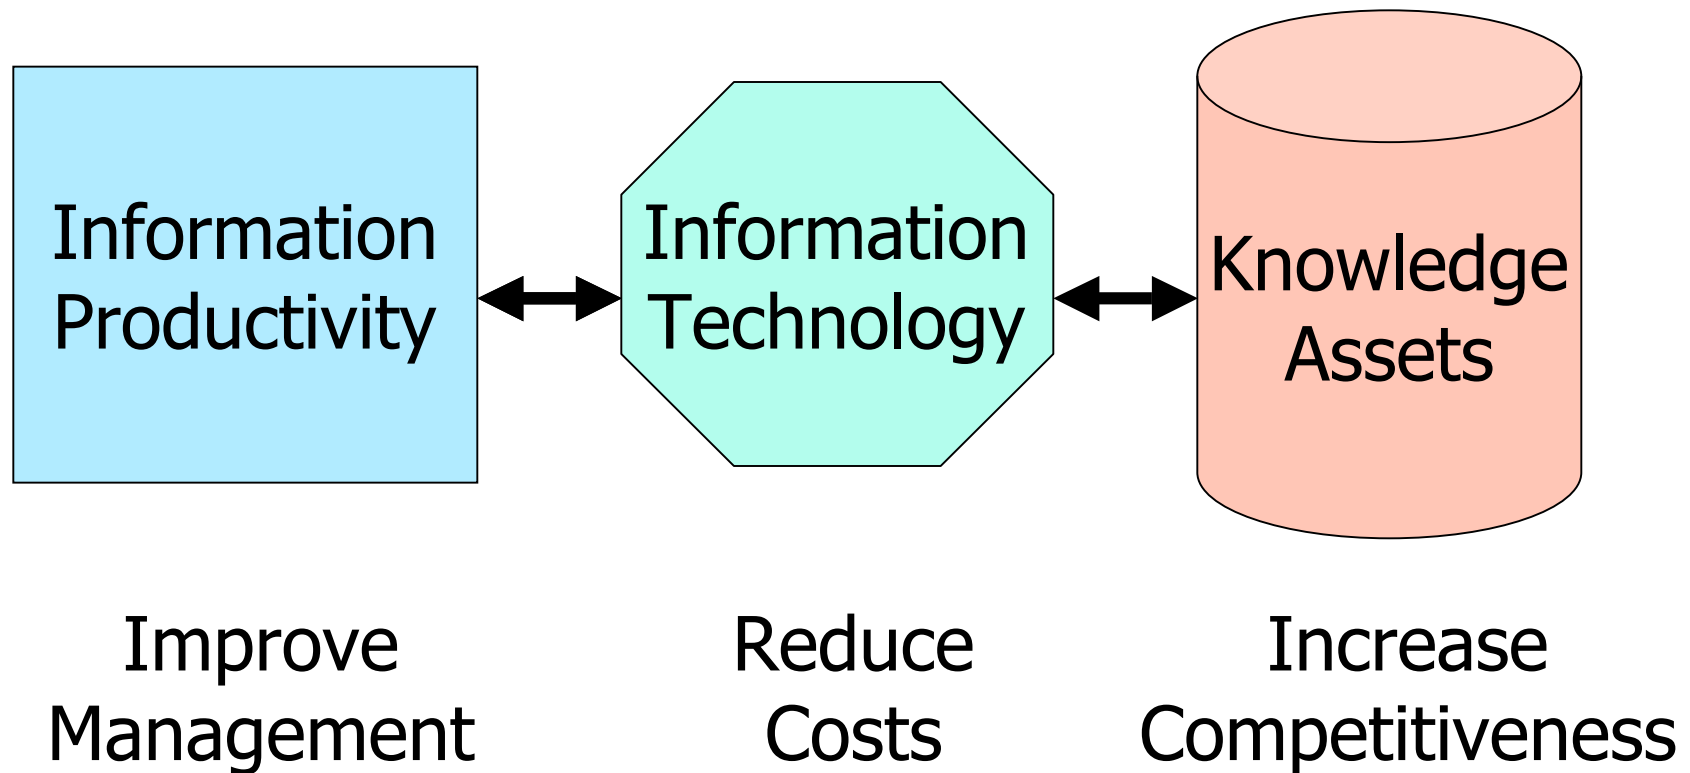 Information
Productivity
Information
Technology
Knowledge
Assets
Improve
Management
Reduce
Costs
Increase
Competitiveness